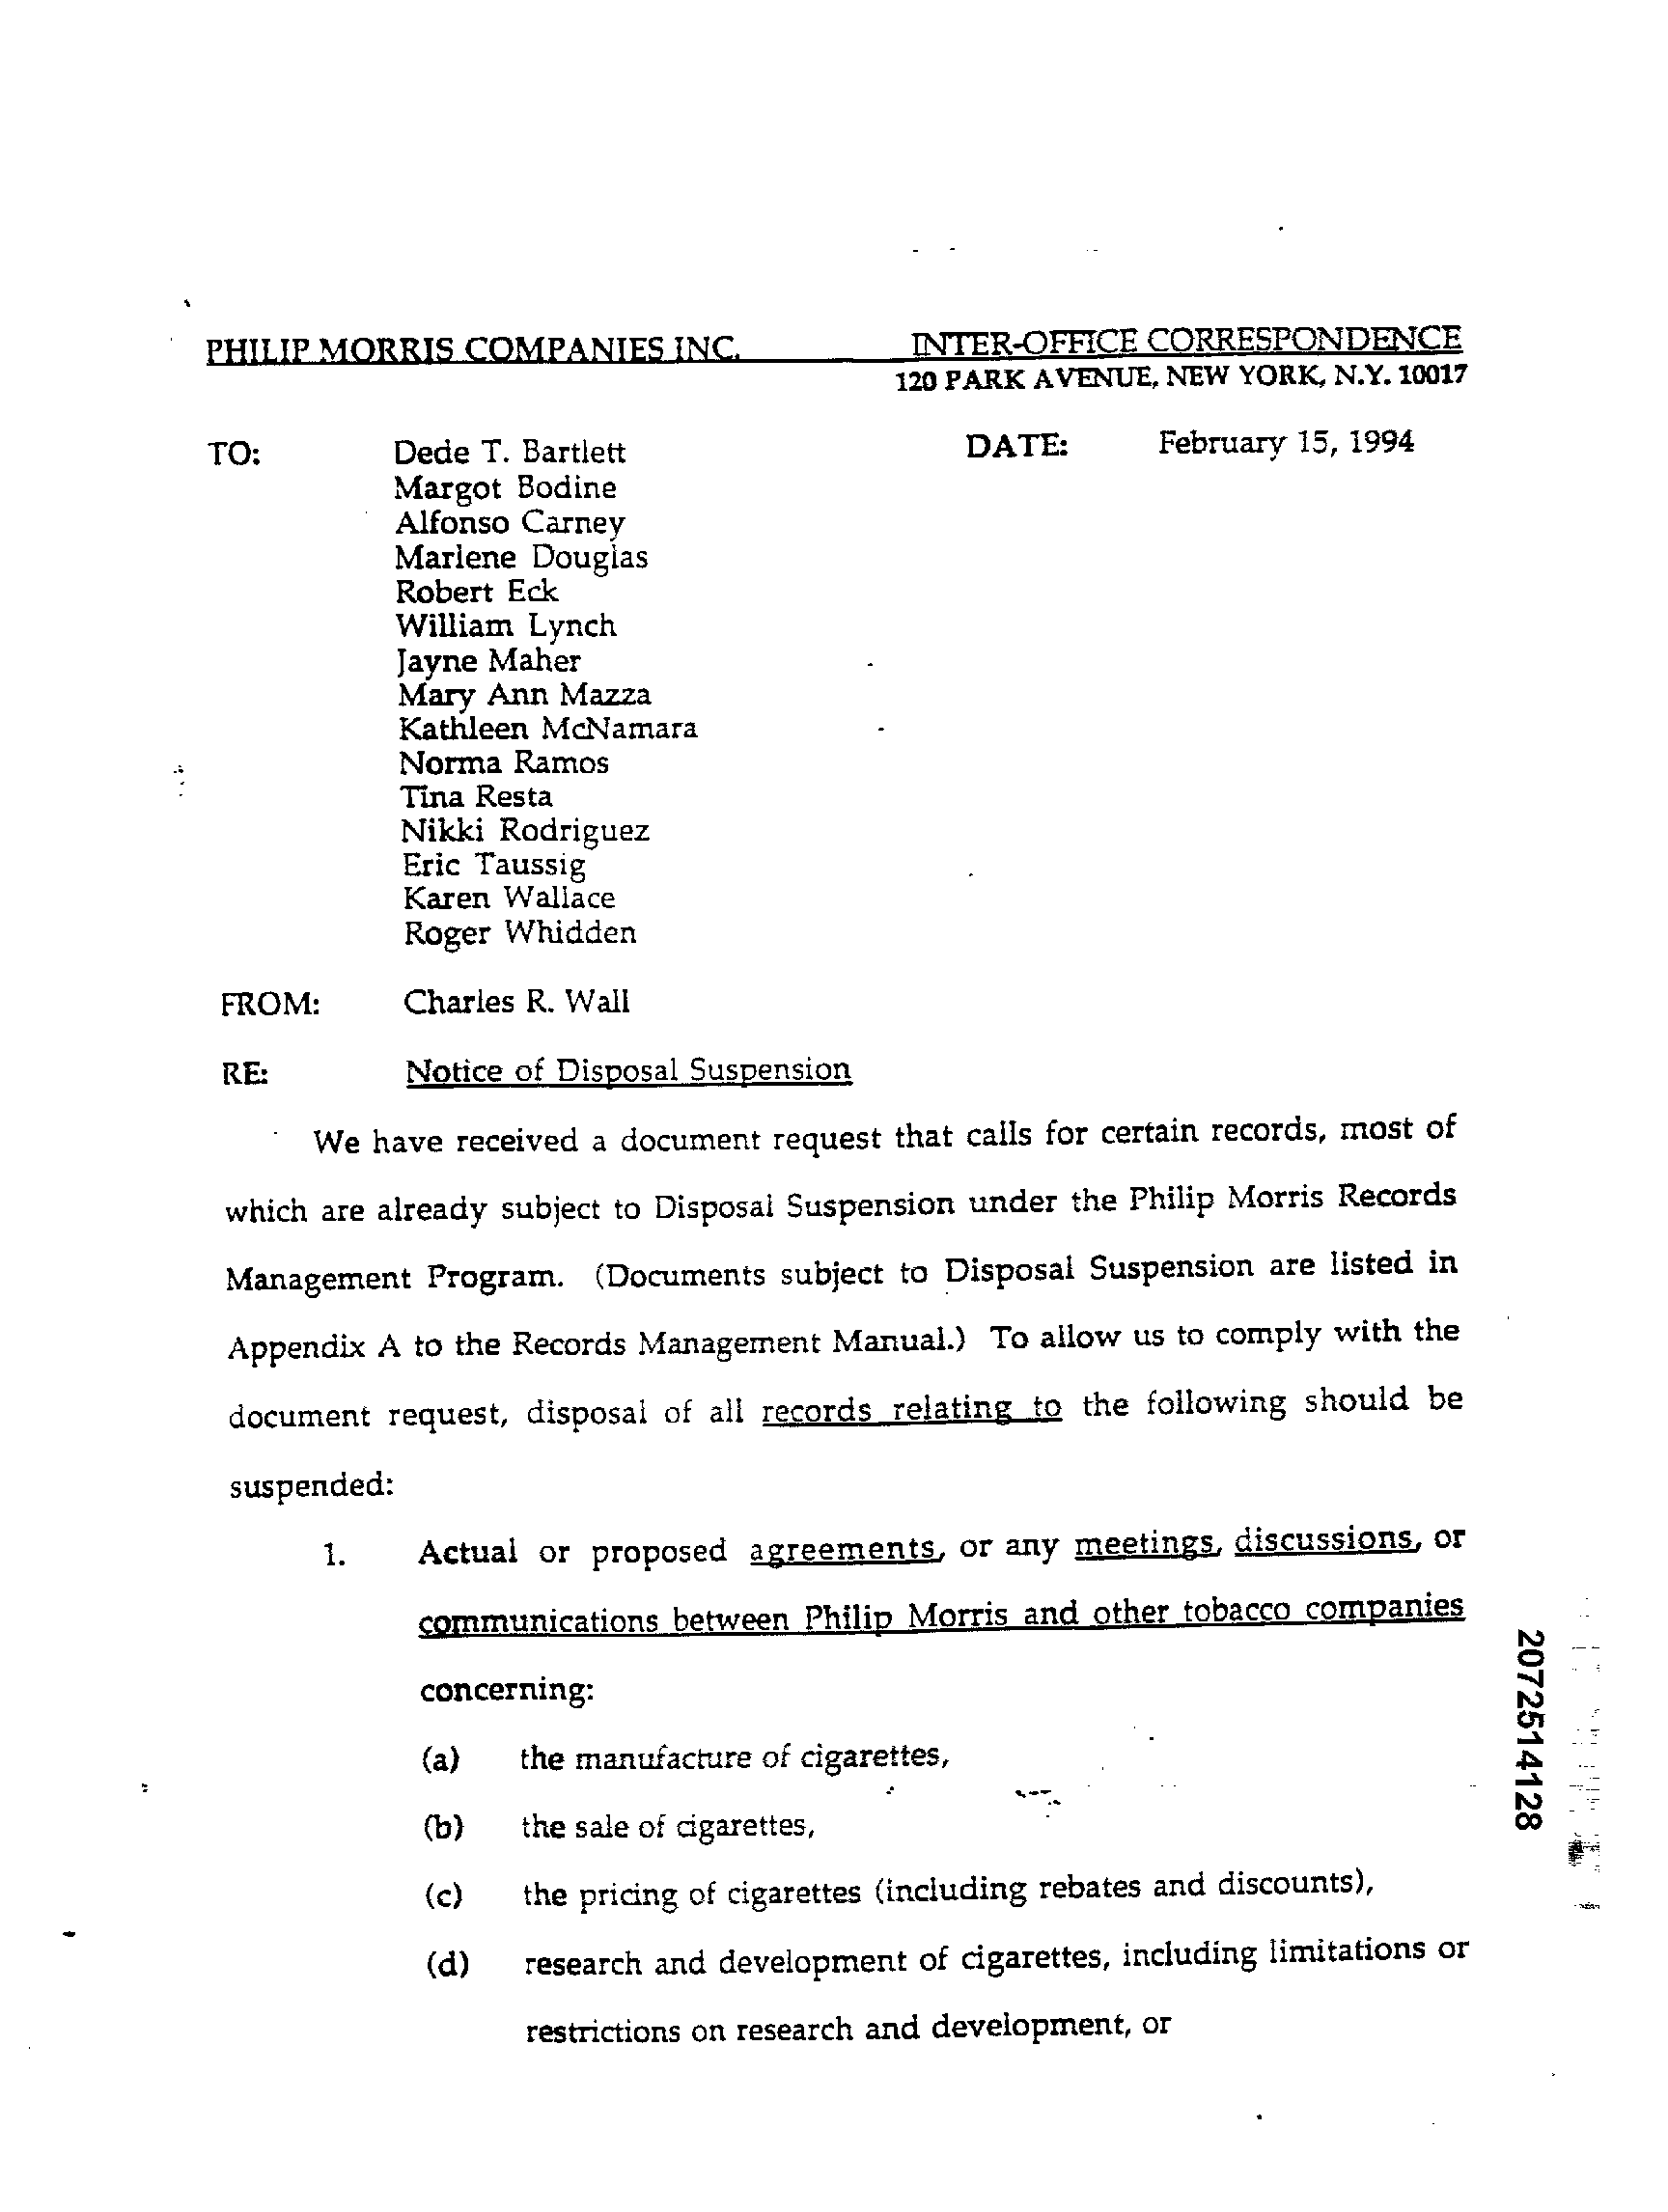 PHILIP MORRIS COMPANIES INC. INTER-OFFICE CORRESPONDENCE
120 PARK AVENUE, NEW YORK, N.Y. 10017
TO: Dede T. Bartlett DATE: February 15, 1994
Margot Bodine
Alfonso Carney
Marlene Douglas
Robert Eck
William Lynch
Jayne Maher
Mary Ann Mazza
Kathleen McNamara
Norma Ramos
Tina Resta
Nikki Rodriguez
Eric Taussig
Karen Wallace
Roger Whidden
FROM: Charles R. Wall
RE: Notice of Disposal Suspension
We have received a document request that calls for certain records, most of
which are already subject to Disposal Suspension under the Philip Morris Records
Management Program. (Documents subject to Disposal Suspension are listed in
Appendix A to the Records Management Manual.) To allow us to comply with the
document request, disposal of all records relating to the following should be
suspended:
1. Actual or proposed agreements, or any meetings, discussions, or
communications between Philip Morris and other tobacco companies
concerning:
(a) the manufacture of cigarettes,
(b) the sale of cigarettes,
(c) the pricing of cigarettes (including rebates and discounts),
(d) research and development of cigarettes, including limitations or
restrictions on research and development, or
2072514128